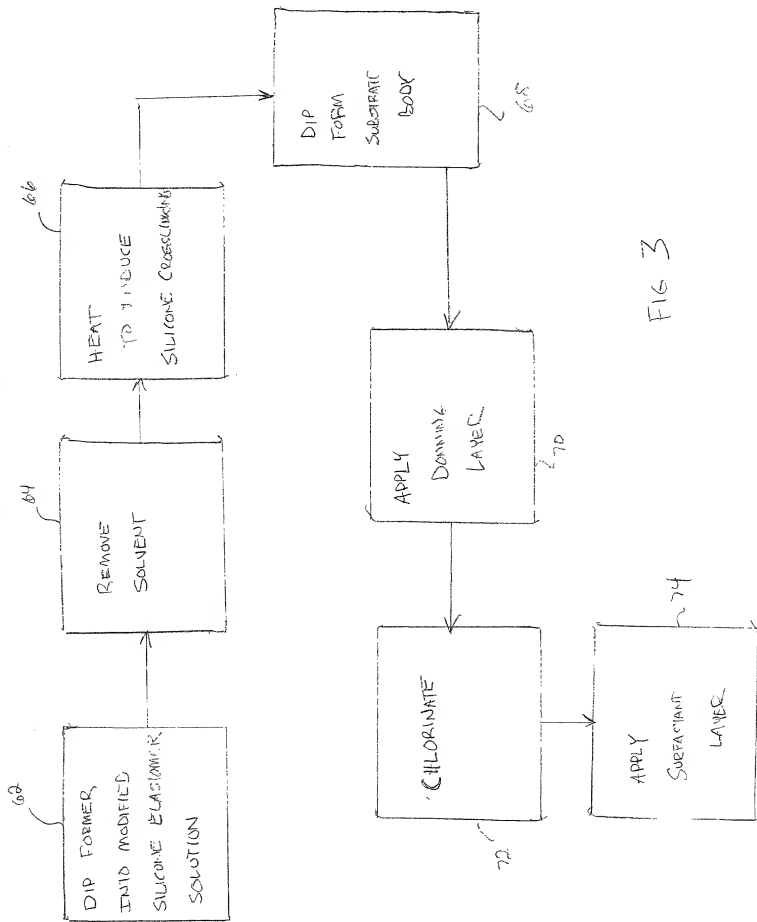 62
DIP FORMER
INTO MODIFIED
SILICONE ELASTOMER
SOLUTION
64
REMOVE
SOLVENT
66
HEAT
TO INDUCE
SILICONE CROSSLINKING
DIP
FORM
SUBSTRATE
BODY
68
APPLY
DONNING
LAYER
70
CHLORINATE
72
APPLY
SURFACTANT
LAYER
74
FIG 3